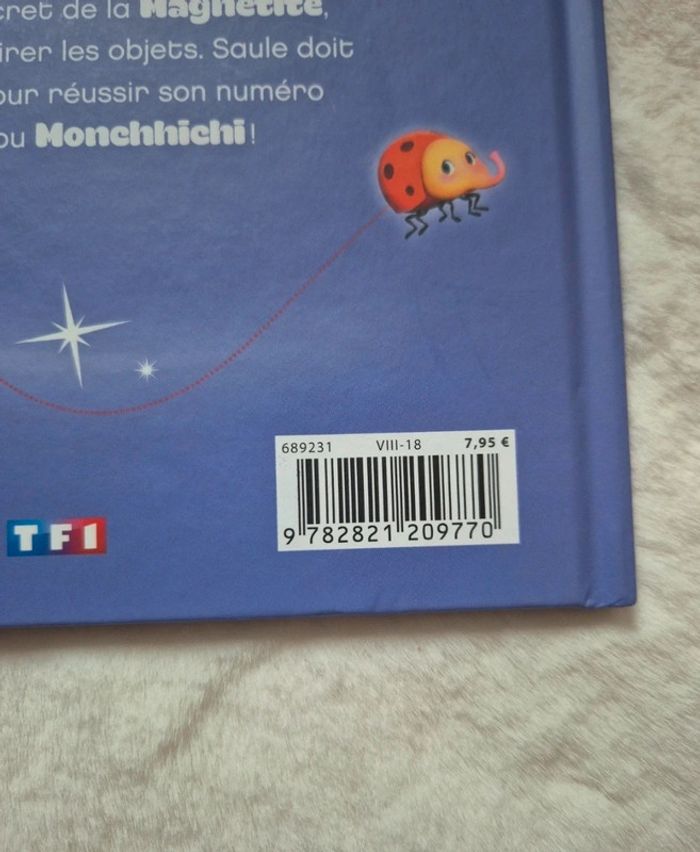 cret de la Magnétite,
irer les objets. Saule doit
our réussir son numéro
ou Monchhichi !
689231 VIII-18 7,95 €
9 782821 209770
TF1